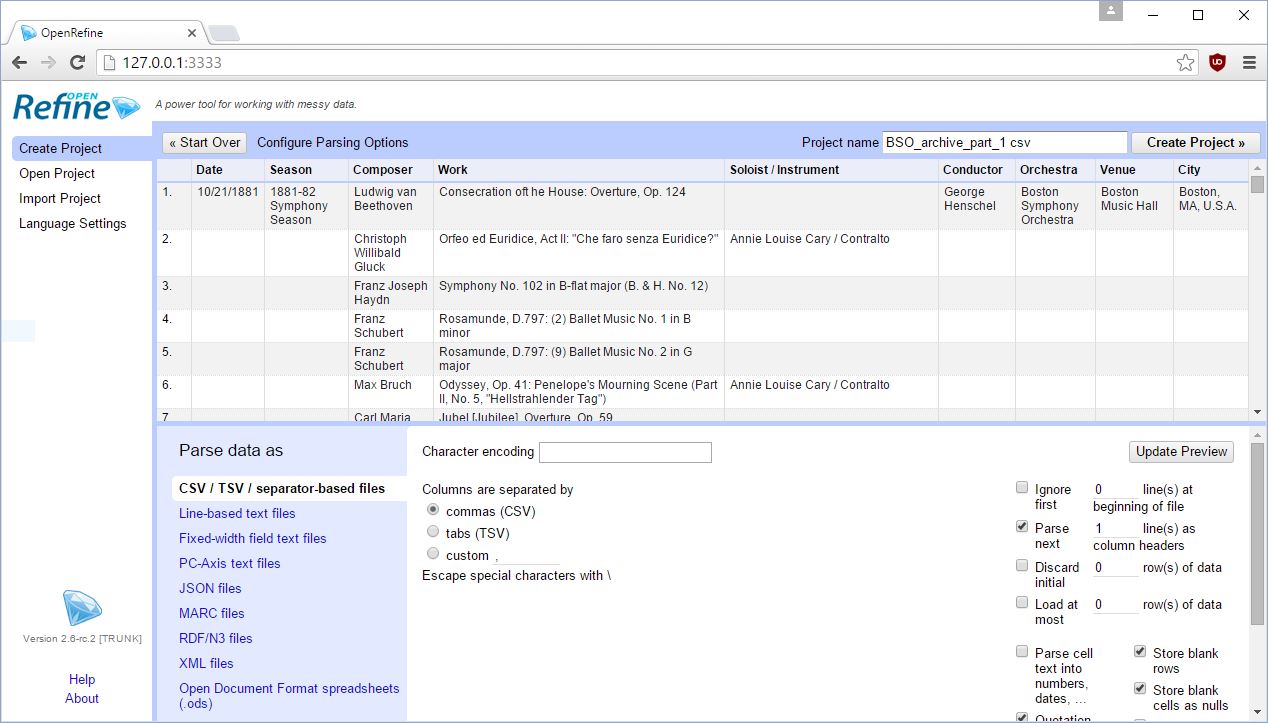 OpenRefine
127.0.0.1:3333
OPEN
Refine
A power tool for working with messy data.
Create Project
Open Project
Import Project
Language Settings
« Start Over
Configure Parsing Options
Project name
BSO_archive_part_1 csv
Create Project »
Date Season Composer Work Soloist / Instrument Conductor Orchestra Venue City
1. 10/21/1881 1881-82 Ludwig van Consecration oft he House: Overture, Op. 124 George Boston Boston Boston,
Symphony Beethoven Henschel Symphony Music Hall MA, U.S.A.
Season Orchestra
2. Christoph Orfeo ed Euridice, Act II: "Che faro senza Euridice?" Annie Louise Cary / Contralto
Willibald
Gluck
3. Franz Joseph Symphony No. 102 in B-flat major (B. & H. No. 12)
Haydn
4. Franz Rosamunde, D.797: (2) Ballet Music No. 1 in B
Schubert minor
5. Franz Rosamunde, D.797: (9) Ballet Music No. 2 in G
Schubert major
6. Max Bruch Odyssey, Op. 41: Penelope's Mourning Scene (Part Annie Louise Cary / Contralto
II, No. 5, "Hellstrahlender Tag")
7. Carl Maria Jubel [Jubilee] Overture, Op. 59
Parse data as
CSV / TSV / separator-based files
Line-based text files
Fixed-width field text files
PC-Axis text files
JSON files
MARC files
RDF/N3 files
XML files
Open Document Format spreadsheets
(.ods)
Character encoding
Update Preview
Columns are separated by
commas (CSV)
tabs (TSV)
custom ,
Escape special characters with \
Ignore 0 line(s) at
first beginning of file
Parse 1 line(s) as
next column headers
Discard 0 row(s) of data
initial
Load at 0 row(s) of data
most
Parse cell Store blank
text into rows
numbers, Store blank
dates, ... cells as nulls
Quotation
Version 2.6-rc.2 [TRUNK]
Help
About